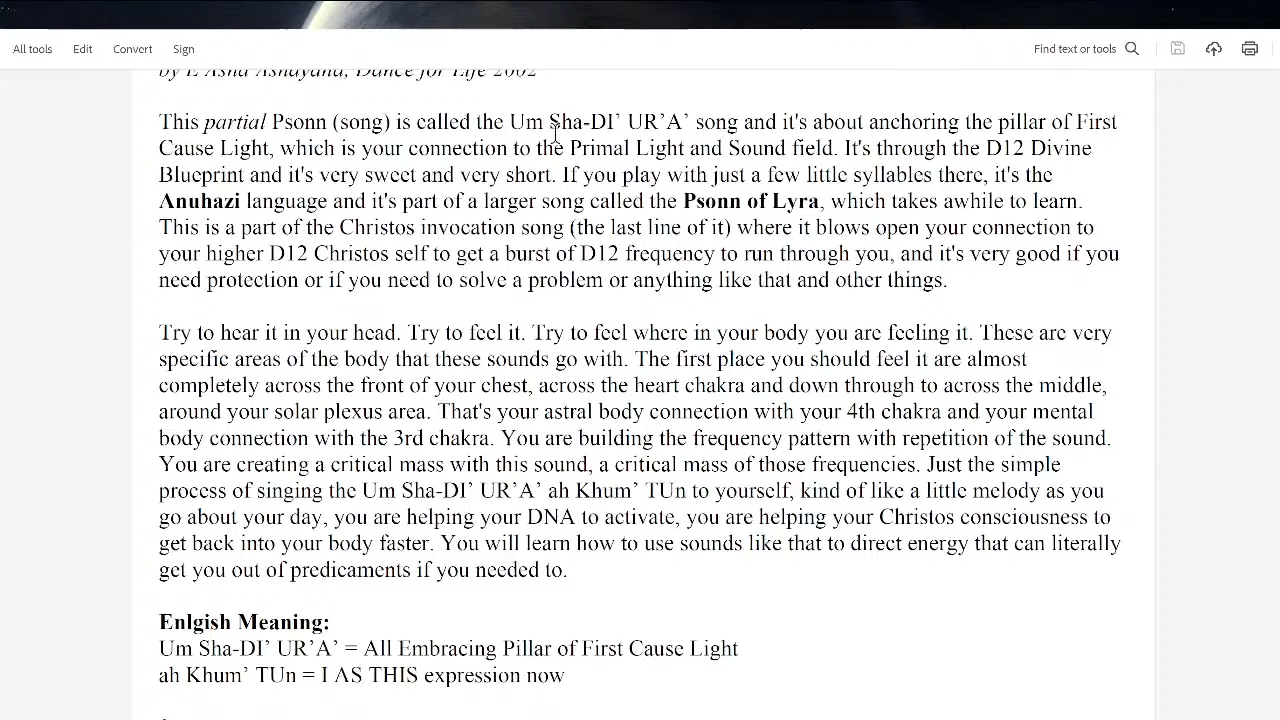 All tools Edit Convert Sign Find text or tools
by E'Asha Ashayana, Dance for Life 2002
This partial Psonn (song) is called the Um Sha-DI’ UR’A’ song and it's about anchoring the pillar of First
Cause Light, which is your connection to the Primal Light and Sound field. It's through the D12 Divine
Blueprint and it's very sweet and very short. If you play with just a few little syllables there, it's the
Anuhazi language and it's part of a larger song called the Psonn of Lyra, which takes awhile to learn.
This is a part of the Christos invocation song (the last line of it) where it blows open your connection to
your higher D12 Christos self to get a burst of D12 frequency to run through you, and it's very good if you
need protection or if you need to solve a problem or anything like that and other things.
Try to hear it in your head. Try to feel it. Try to feel where in your body you are feeling it. These are very
specific areas of the body that these sounds go with. The first place you should feel it are almost
completely across the front of your chest, across the heart chakra and down through to across the middle,
around your solar plexus area. That's your astral body connection with your 4th chakra and your mental
body connection with the 3rd chakra. You are building the frequency pattern with repetition of the sound.
You are creating a critical mass with this sound, a critical mass of those frequencies. Just the simple
process of singing the Um Sha-DI’ UR’A’ ah Khum’ TUn to yourself, kind of like a little melody as you
go about your day, you are helping your DNA to activate, you are helping your Christos consciousness to
get back into your body faster. You will learn how to use sounds like that to direct energy that can literally
get you out of predicaments if you needed to.
Enlgish Meaning:
Um Sha-DI’ UR’A’ = All Embracing Pillar of First Cause Light
ah Khum’ TUn = I AS THIS expression now